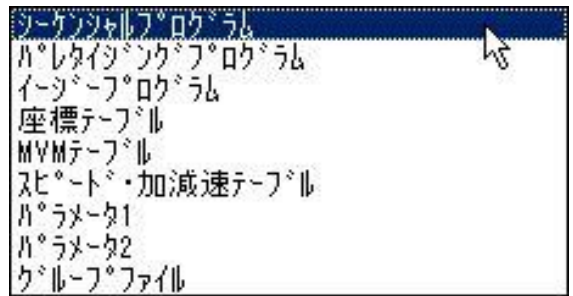 ｼｰｹﾝｼｬﾙﾌﾟﾛｸﾞﾗﾑ
ﾊﾟﾚﾀｲｼﾞﾝｸﾞﾌﾟﾛｸﾞﾗﾑ
ｲｰｼﾞｰﾌﾟﾛｸﾞﾗﾑ
座標ﾃｰﾌﾞﾙ
MVMﾃｰﾌﾞﾙ
ｽﾋﾟｰﾄﾞ･加減速ﾃｰﾌﾞﾙ
ﾊﾟﾗﾒｰﾀ1
ﾊﾟﾗﾒｰﾀ2
ｸﾞﾙｰﾌﾟﾌｧｲﾙ